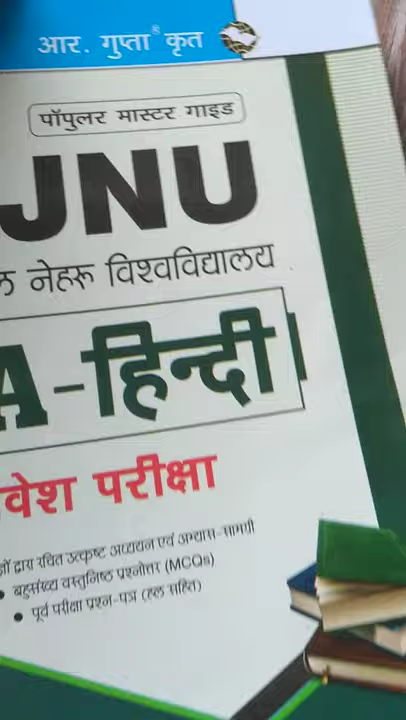 आर. गुप्ता® कृत
पॉपुलर मास्टर गाइड
JNU
नेहरू विश्वविद्यालय
A-हिन्दी
वेश परीक्षा
द्वारा रचित उत्कृष्ट अध्ययन एवं अभ्यास-सामग्री
● बहुसंख्य वस्तुनिष्ठ प्रश्नोत्तर (MCQs)
● पूर्व परीक्षा प्रश्न-पत्र (हल सहित)